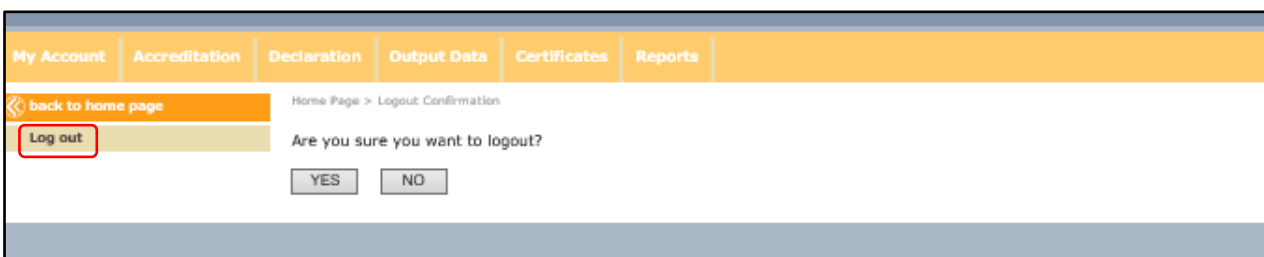 My Account Accreditation Declaration Output Data Certificates Reports
back to home page
Home Page > Logout Confirmation
Log out
Are you sure you want to logout?
YES NO